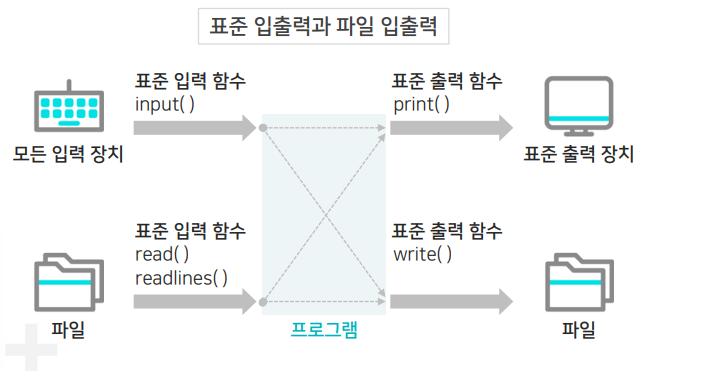 표준 입출력과 파일 입출력
표준 입력 함수
input( )
표준 출력 함수
print( )
모든 입력 장치
표준 출력 장치
표준 입력 함수
read( )
readlines( )
표준 출력 함수
write( )
파일
프로그램
파일